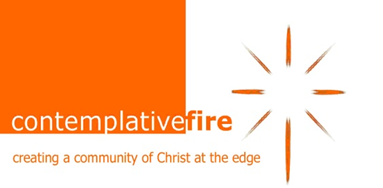 contemplativefire
creating a community of Christ at the edge